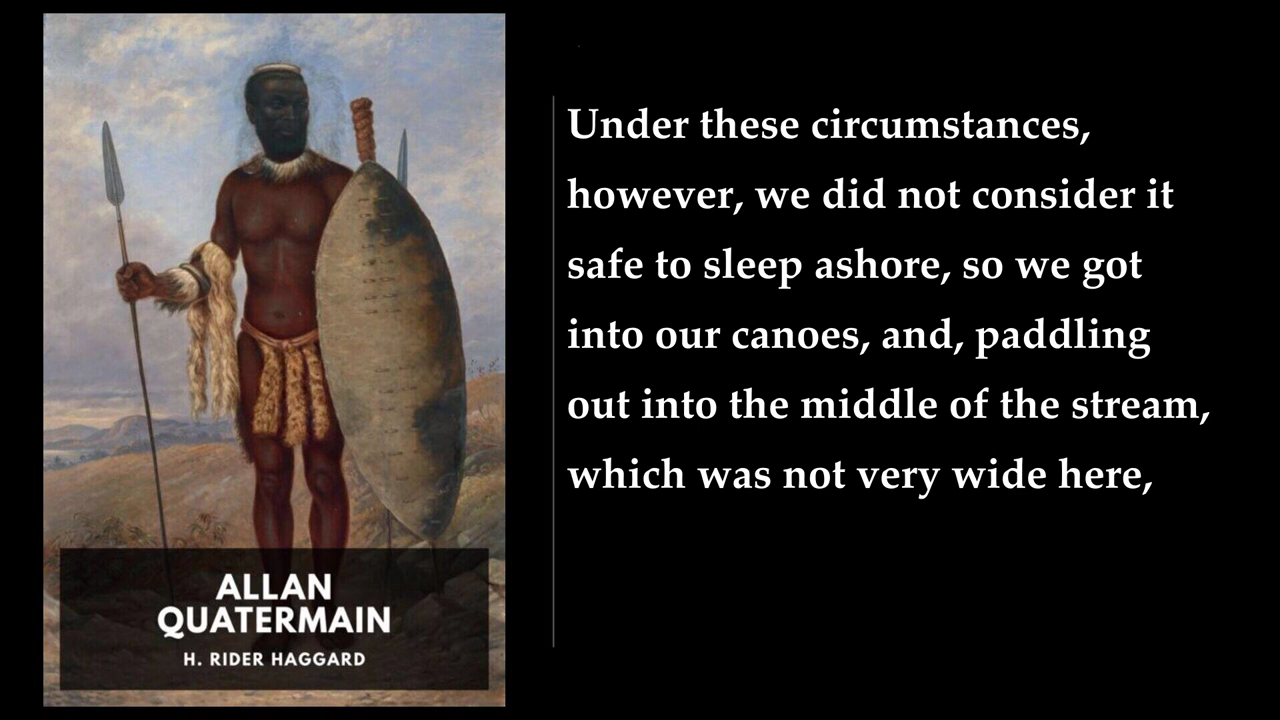 Under these circumstances,
however, we did not consider it
safe to sleep ashore, so we got
into our canoes, and, paddling
out into the middle of the stream,
which was not very wide here,
ALLAN
QUATERMAIN
H. RIDER HAGGARD